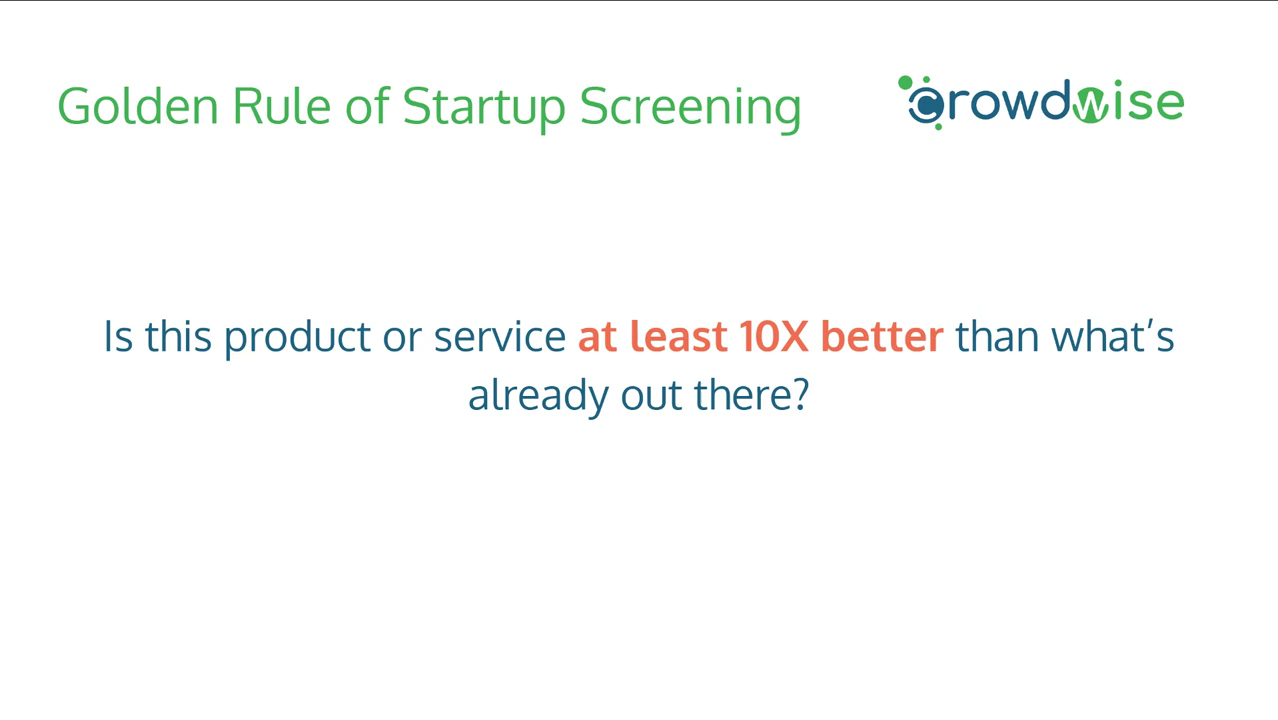 Golden Rule of Startup Screening
crowdwise
Is this product or service at least 10X better than what's
already out there?